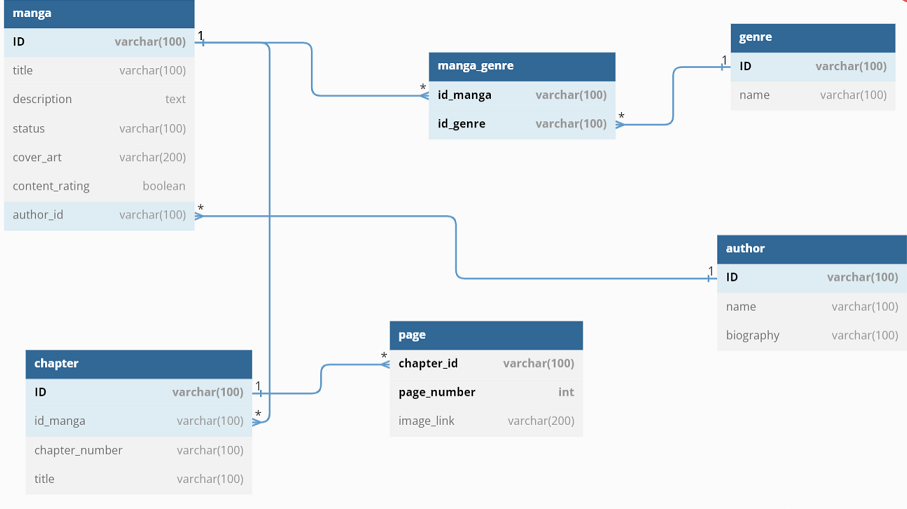 manga
ID varchar(100)
title varchar(100)
description text
status varchar(100)
cover_art varchar(200)
content_rating boolean
author_id varchar(100)
1
*
manga_genre
id_manga varchar(100)
id_genre varchar(100)
*
*
genre
ID varchar(100)
name varchar(100)
1
author
ID varchar(100)
name varchar(100)
biography varchar(100)
1
chapter
ID varchar(100)
id_manga varchar(100)
chapter_number varchar(100)
title varchar(100)
1
*
page
chapter_id varchar(100)
page_number int
image_link varchar(200)
*